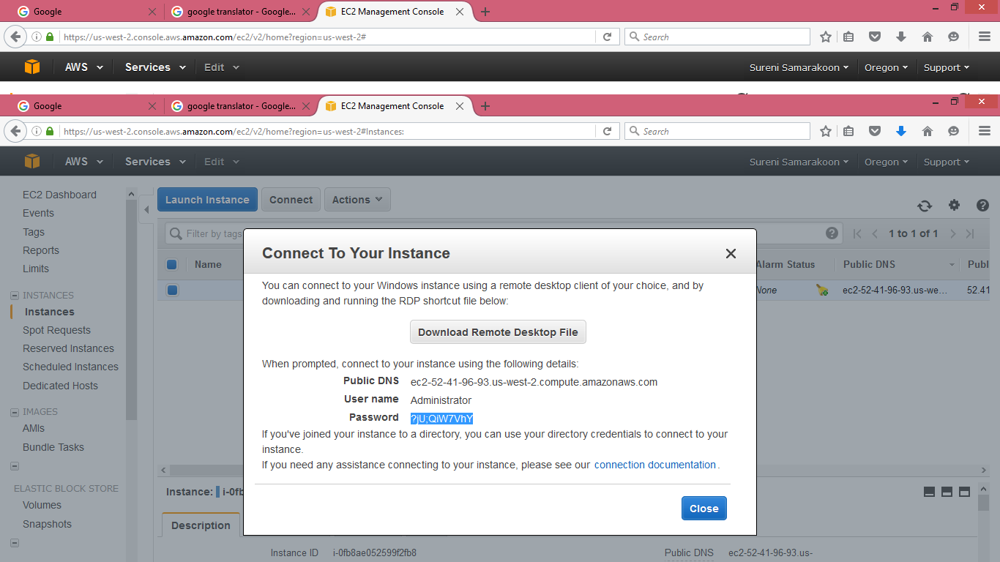 Google
google translator - Google...
EC2 Management Console
https://us-west-2.console.aws.amazon.com/ec2/v2/home?region=us-west-2#
Search
AWS Services Edit
Sureni Samarakoon Oregon Support
Google
google translator - Google...
EC2 Management Console
https://us-west-2.console.aws.amazon.com/ec2/v2/home?region=us-west-2#Instances:
Search
AWS Services Edit
Sureni Samarakoon Oregon Support
EC2 Dashboard
Events
Tags
Reports
Limits
INSTANCES
Instances
Spot Requests
Reserved Instances
Scheduled Instances
Dedicated Hosts
IMAGES
AMIs
Bundle Tasks
ELASTIC BLOCK STORE
Volumes
Snapshots
Launch Instance Connect Actions
Filter by tags
1 to 1 of 1
Name
Alarm Status Public DNS Publ
None ec2-52-41-96-93.us-we... 52.41
Connect To Your Instance
You can connect to your Windows instance using a remote desktop client of your choice, and by
downloading and running the RDP shortcut file below:
Download Remote Desktop File
When prompted, connect to your instance using the following details:
Public DNS ec2-52-41-96-93.us-west-2.compute.amazonaws.com
User name Administrator
Password ?jU;QiW7VhY
If you've joined your instance to a directory, you can use your directory credentials to connect to your
instance.
If you need any assistance connecting to your instance, please see our connection documentation.
Close
Instance: i-0fb
Description
Instance ID i-0fb8ae052599f2fb8
Public DNS ec2-52-41-96-93.us-